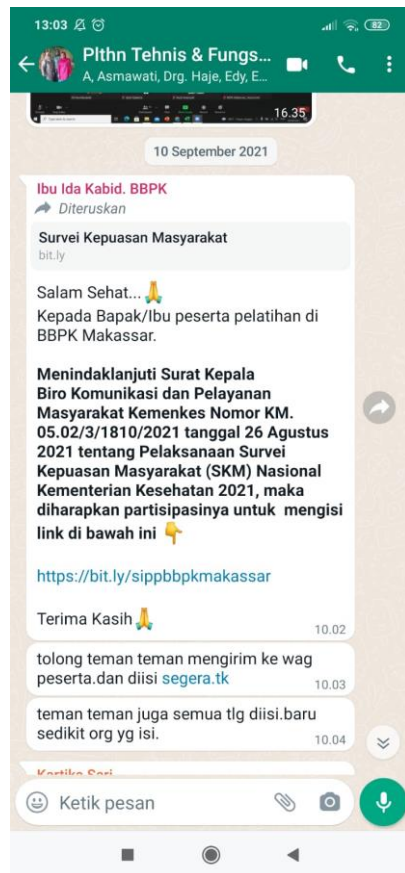 13:03
82
Plthn Tehnis & Fungs...
A, Asmawati, Drg. Haje, Edy, E...
16.35
10 September 2021
Ibu Ida Kabid. BBPK
Diteruskan
Survei Kepuasan Masyarakat
bit.ly
Salam Sehat...🙏
Kepada Bapak/Ibu peserta pelatihan di
BBPK Makassar.
Menindaklanjuti Surat Kepala
Biro Komunikasi dan Pelayanan
Masyarakat Kemenkes Nomor KM.
05.02/3/1810/2021 tanggal 26 Agustus
2021 tentang Pelaksanaan Survei
Kepuasan Masyarakat (SKM) Nasional
Kementerian Kesehatan 2021, maka
diharapkan partisipasinya untuk mengisi
link di bawah ini 👇
https://bit.ly/sippbbpkmakassar
Terima Kasih🙏
10.02
tolong teman teman mengirim ke wag
peserta.dan diisi segera.tk
10.03
teman teman juga semua tlg diisi.baru
sedikit org yg isi.
10.04
Kartika Sari
Ketik pesan